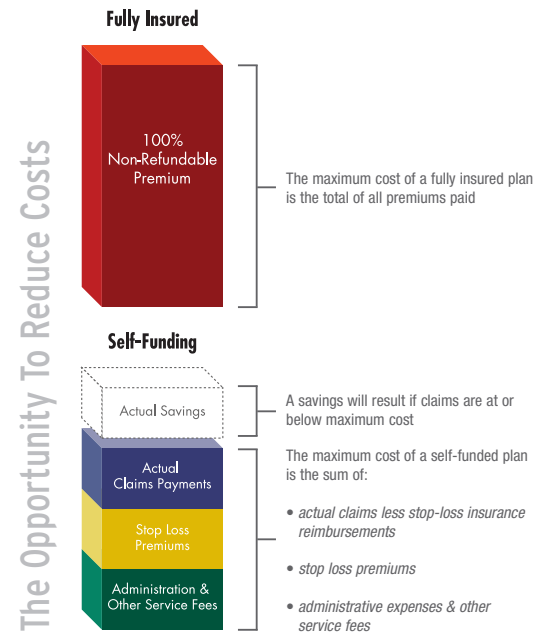 The Opportunity To Reduce Costs
Fully Insured
100%
Non-Refundable
Premium
The maximum cost of a fully insured plan
is the total of all premiums paid
Self-Funding
Actual Savings
A savings will result if claims are at or
below maximum cost
Actual
Claims Payments
Stop Loss
Premiums
Administration &
Other Service Fees
The maximum cost of a self-funded plan
is the sum of:
• actual claims less stop-loss insurance
reimbursements
• stop loss premiums
• administrative expenses & other
service fees